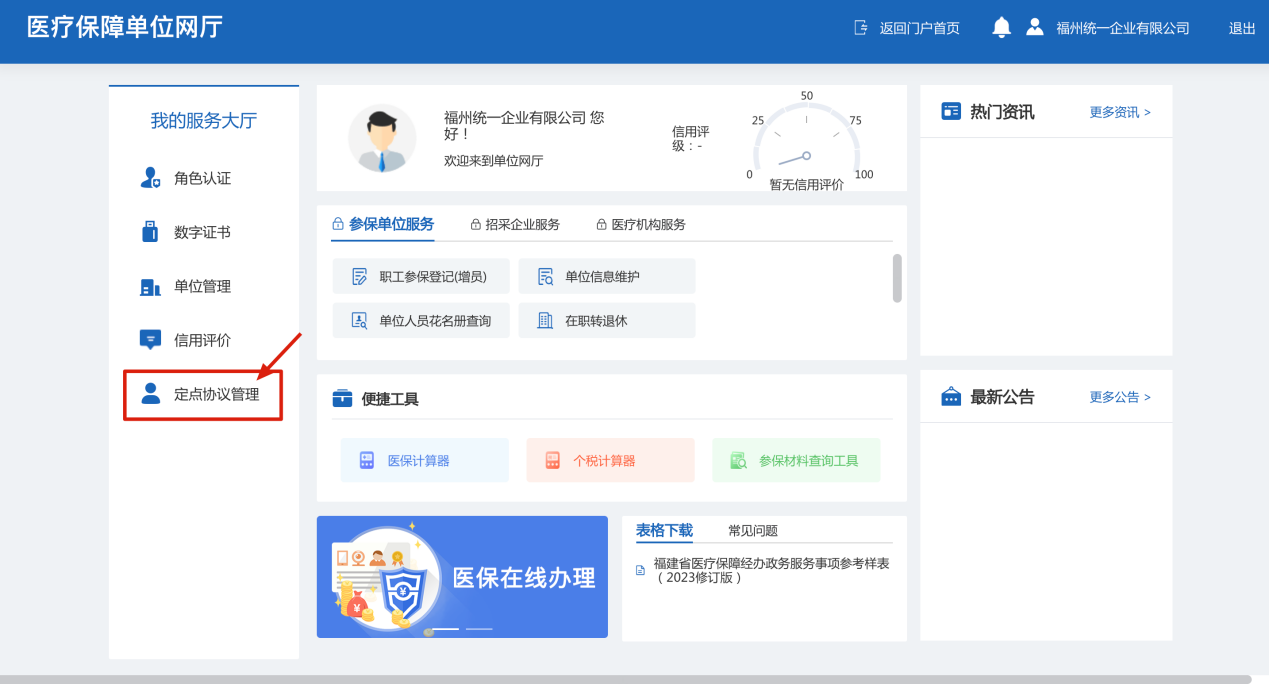 医疗保障单位网厅
返回门户首页
福州统一企业有限公司
退出
我的服务大厅
角色认证
数字证书
单位管理
信用评价
定点协议管理
福州统一企业有限公司 您
好！
欢迎来到单位网厅
信用评
级：-
0
25
50
75
100
暂无信用评价
参保单位服务
招采企业服务
医疗机构服务
职工参保登记(增员)
单位信息维护
单位人员花名册查询
在职转退休
便捷工具
医保计算器
个税计算器
参保材料查询工具
医保在线办理
表格下载
常见问题
福建省医疗保障经办政务服务事项参考样表
（2023修订版）
热门资讯
更多资讯 >
最新公告
更多公告 >